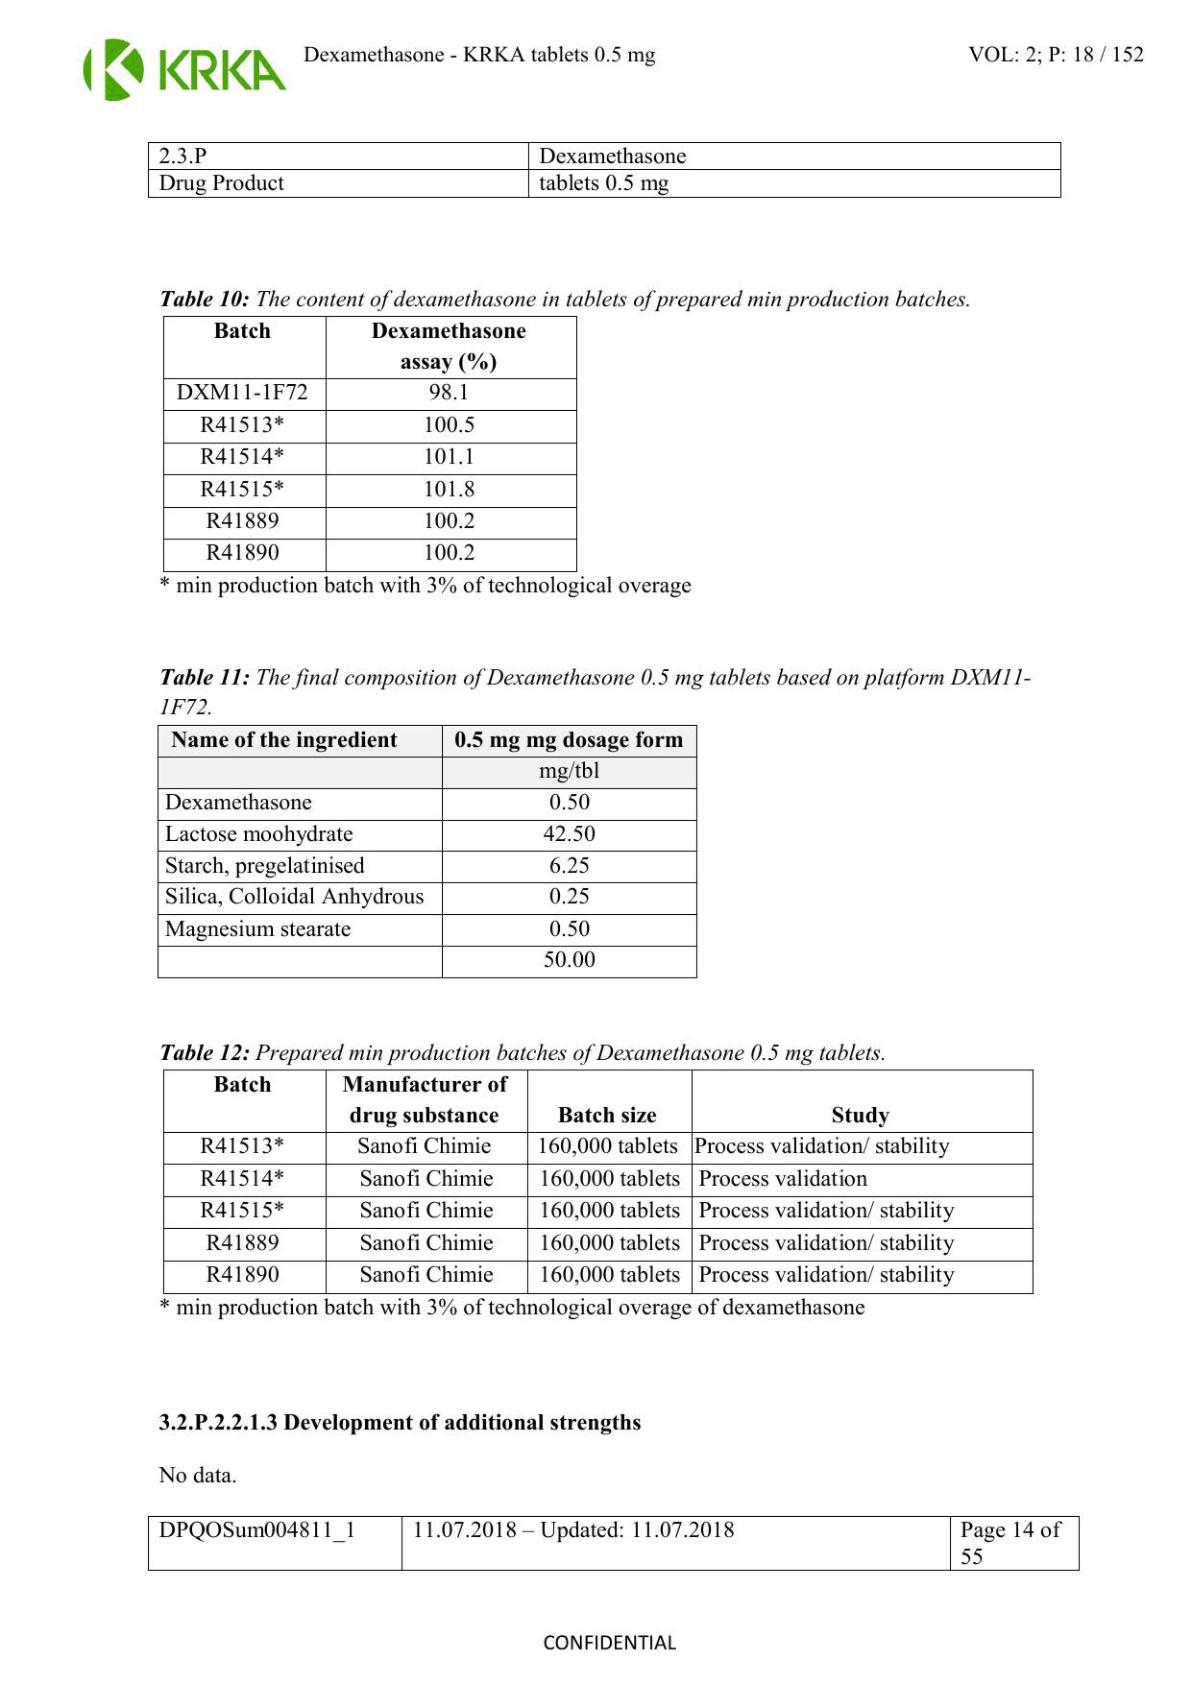 KRKA Dexamethasone - KRKA tablets 0.5 mg VOL: 2; P: 18 / 152
2.3.P Dexamethasone
Drug Product tablets 0.5 mg
Table 10: The content of dexamethasone in tablets of prepared min production batches.
Batch Dexamethasone
assay (%)
DXM11-1F72 98.1
R41513* 100.5
R41514* 101.1
R41515* 101.8
R41889 100.2
R41890 100.2
* min production batch with 3% of technological overage
Table 11: The final composition of Dexamethasone 0.5 mg tablets based on platform DXM11-
1F72.
Name of the ingredient 0.5 mg mg dosage form
mg/tbl
Dexamethasone 0.50
Lactose moohydrate 42.50
Starch, pregelatinised 6.25
Silica, Colloidal Anhydrous 0.25
Magnesium stearate 0.50
50.00
Table 12: Prepared min production batches of Dexamethasone 0.5 mg tablets.
Batch Manufacturer of
drug substance Batch size Study
R41513* Sanofi Chimie 160,000 tablets Process validation/ stability
R41514* Sanofi Chimie 160,000 tablets Process validation
R41515* Sanofi Chimie 160,000 tablets Process validation/ stability
R41889 Sanofi Chimie 160,000 tablets Process validation/ stability
R41890 Sanofi Chimie 160,000 tablets Process validation/ stability
* min production batch with 3% of technological overage of dexamethasone
3.2.P.2.2.1.3 Development of additional strengths
No data.
DPQOSum004811_1 11.07.2018 – Updated: 11.07.2018 Page 14 of
55
CONFIDENTIAL